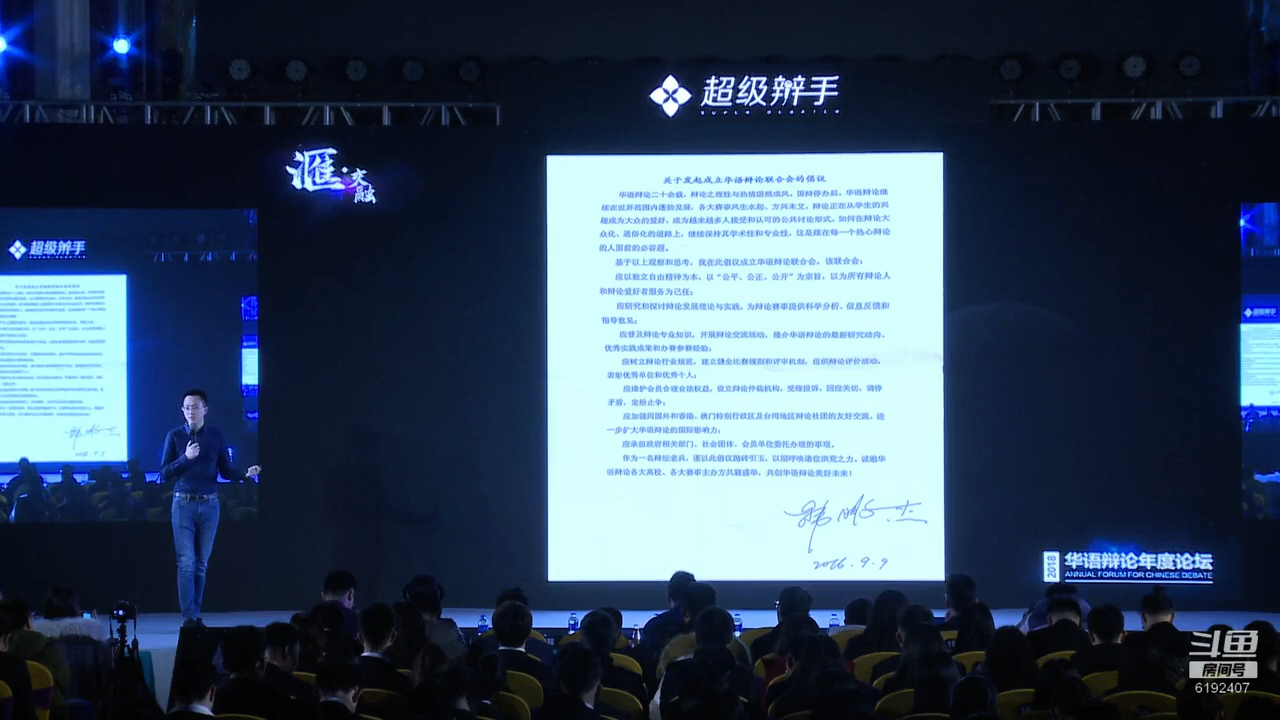 超级辩手
SUPER DEBATER
滙·交融
关于发起成立华语辩论联合会的倡议
华语辩论二十余载,辩论之理性与热情蔚然成风。国辩停办后,华语辩论继
续在世界范围内蓬勃发展,各大赛事风生水起、方兴未艾,辩论正在从学生的兴
趣成为大众的爱好,成为越来越多人接受和认可的公共讨论形式。如何在辩论大
众化、通俗化的道路上,继续保持其学术性和专业性,这是摆在每一个热心辩论
的人面前的必答题。
基于以上观察和思考,我在此倡议成立华语辩论联合会。该联合会:
应以独立自由精神为本,以“公平、公正、公开”为宗旨,以为所有辩论人
和辩论爱好者服务为己任;
应研究和探讨辩论发展理论与实践,为辩论赛事提供科学分析、信息反馈和
指导意见;
应普及辩论专业知识,开展辩论交流活动,推介华语辩论的最新研究动向、
优秀实践成果和办赛参赛经验;
应树立辩论行业规范,建立健全比赛规则和评审机制,组织辩论评价活动,
表彰优秀单位和优秀个人;
应维护会员合理合法权益,设立辩论仲裁机构,受理投诉,回应关切,调停
矛盾,定纷止争;
应加强同国外和香港、澳门特别行政区及台湾地区辩论社团的友好交流,进
一步扩大华语辩论的国际影响力;
应承担政府相关部门、社会团体、会员单位委托办理的事项。
作为一名辩坛老兵,谨以此倡议抛砖引玉,以期呼唤诸位洪荒之力。诚邀华
语辩论各大高校、各大赛事主办方共襄盛举,共创华语辩论美好未来!
2016.9.9
超级辩手
超级辩手
2018
华语辩论年度论坛
ANNUAL FORUM FOR CHINESE DEBATE
斗鱼
房间号
6192407